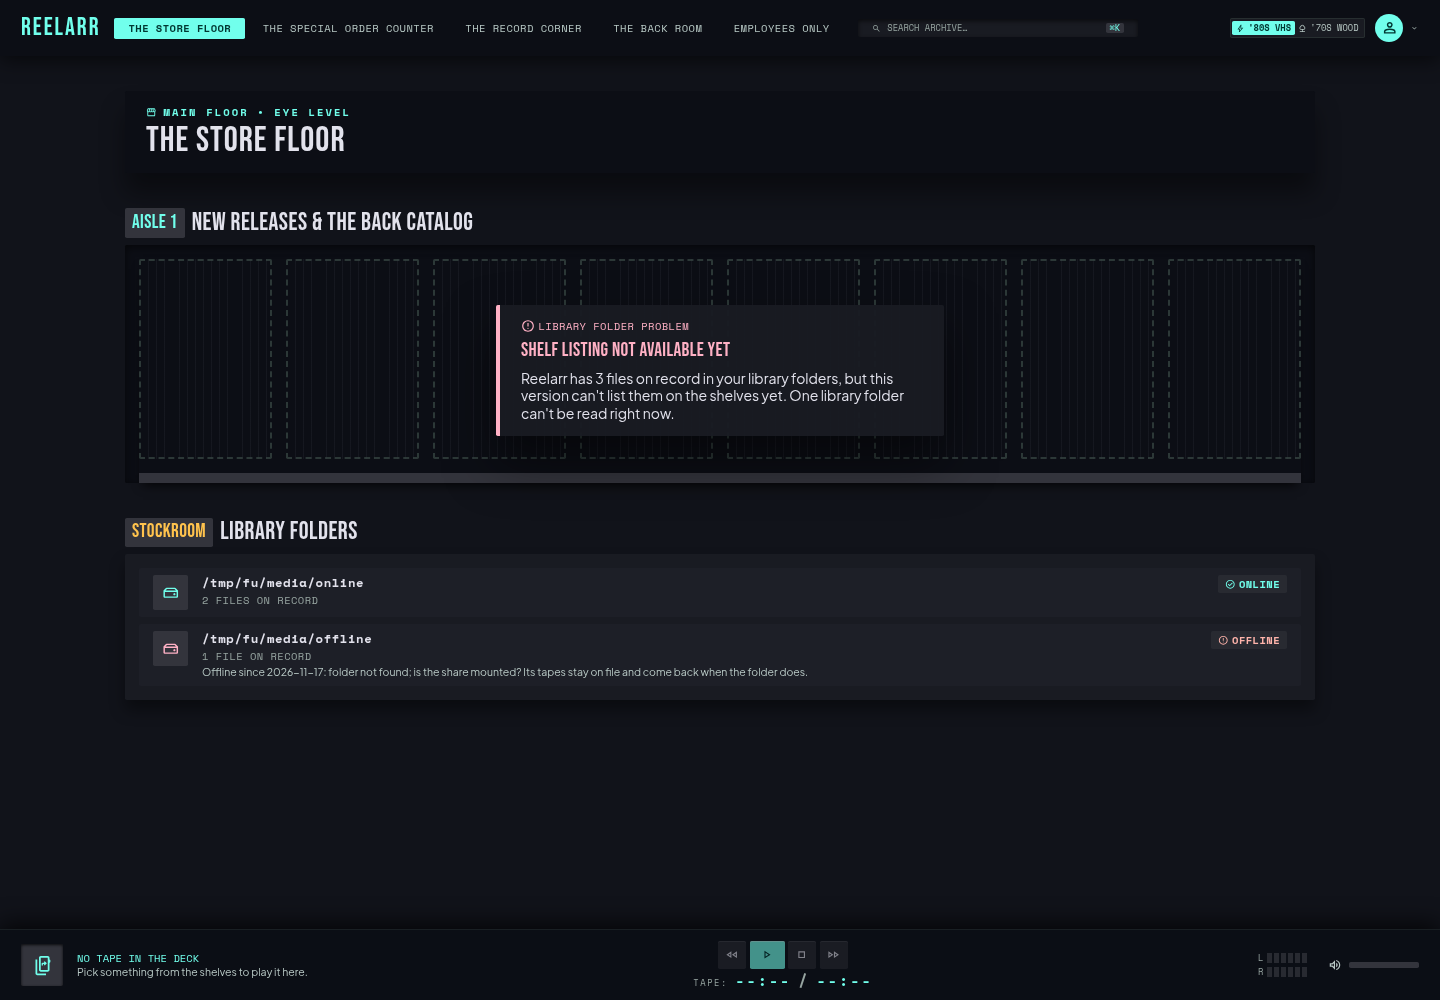 REELARR
THE STORE FLOOR
THE SPECIAL ORDER COUNTER
THE RECORD CORNER
THE BACK ROOM
EMPLOYEES ONLY
SEARCH ARCHIVE…
⌘K
'80S VHS
'70S WOOD
MAIN FLOOR • EYE LEVEL
THE STORE FLOOR
AISLE 1 NEW RELEASES & THE BACK CATALOG
LIBRARY FOLDER PROBLEM
SHELF LISTING NOT AVAILABLE YET
Reelarr has 3 files on record in your library folders, but this
version can't list them on the shelves yet. One library folder
can't be read right now.
STOCKROOM LIBRARY FOLDERS
/tmp/fu/media/online
ONLINE
2 FILES ON RECORD
/tmp/fu/media/offline
OFFLINE
1 FILE ON RECORD
Offline since 2026-11-17: folder not found; is the share mounted? Its tapes stay on file and come back when the folder does.
NO TAPE IN THE DECK
Pick something from the shelves to play it here.
TAPE: --:-- / --:--
L
R